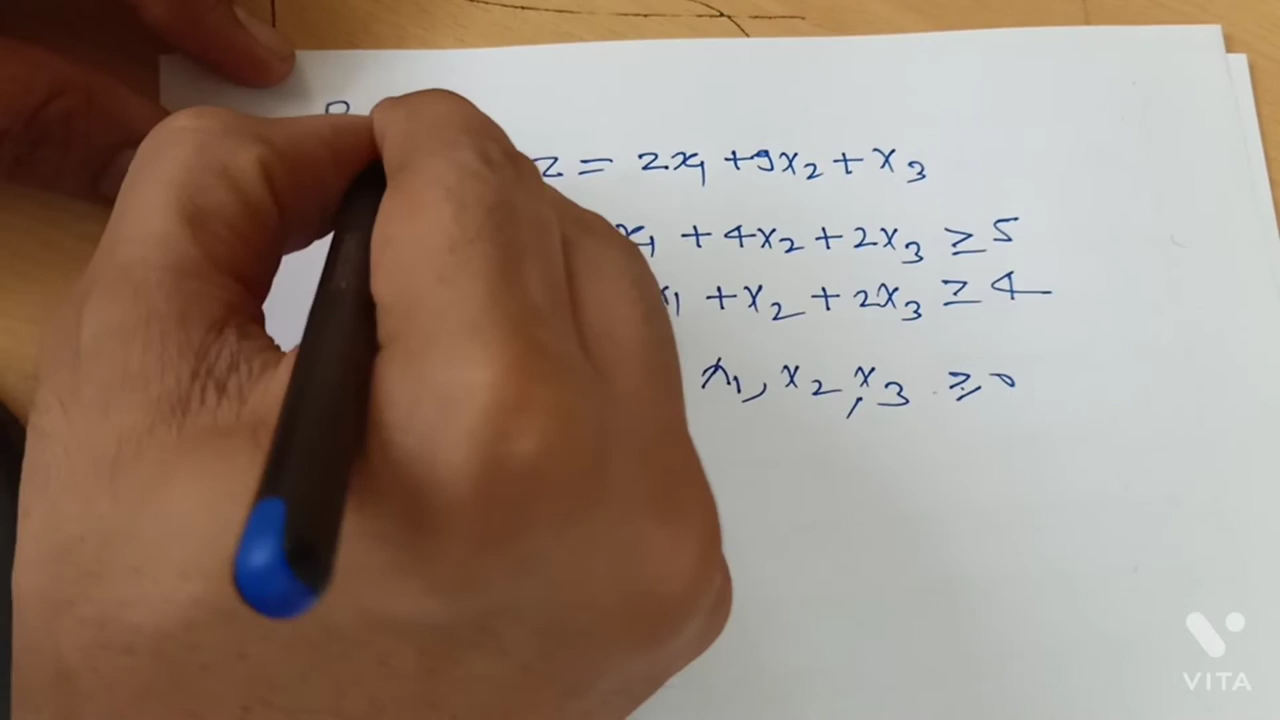 z = 2x₁ + 9x₂ + x₃
x₁ + 4x₂ + 2x₃ ≥ 5
x₁ + x₂ + 2x₃ ≥ 4
x₁, x₂, x₃ ≥ 0
VITA